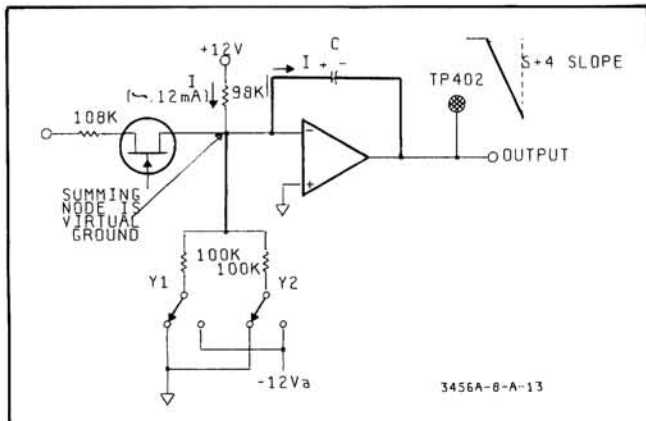 +12V
C
I + -
S+4 SLOPE
I
(~.12mA)
98K
TP402
108K
-
+
OUTPUT
SUMMING
NODE IS
VIRTUAL
GROUND
100K
100K
Y1
Y2
-12Va
3456A-8-A-13